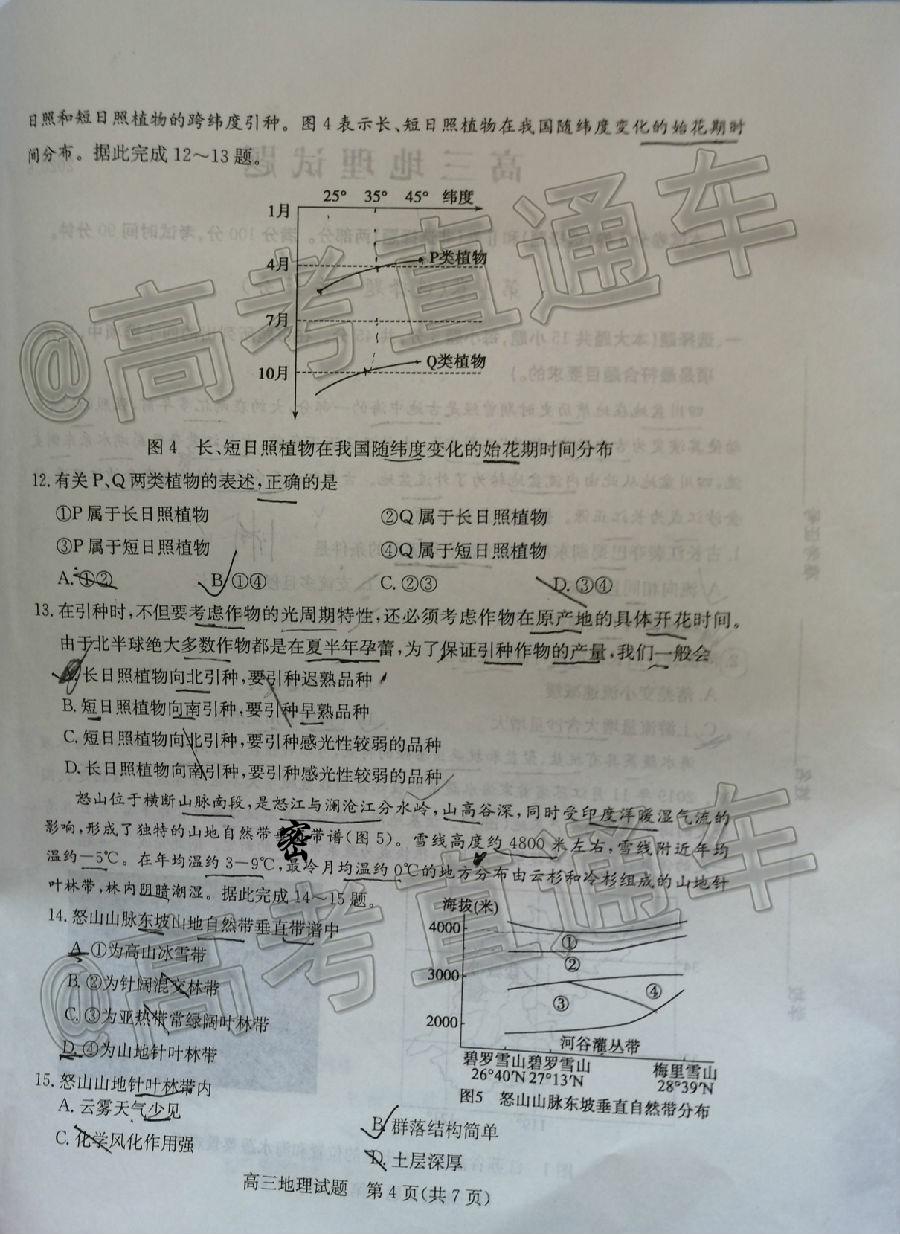 日照和短日照植物的跨纬度引种。图4表示长、短日照植物在我国随纬度变化的始花期时
间分布。据此完成12～13题。
25° 35° 45° 纬度
1月
4月
P类植物
7月
Q类植物
10月
图4 长、短日照植物在我国随纬度变化的始花期时间分布
12.有关P、Q两类植物的表述,正确的是
①P属于长日照植物 ②Q属于长日照植物
③P属于短日照植物 ④Q属于短日照植物
A.①② B.①④ C.②③ D.③④
13.在引种时,不但要考虑作物的光周期特性,还必须考虑作物在原产地的具体开花时间。
由于北半球绝大多数作物都是在夏半年孕蕾,为了保证引种作物的产量,我们一般会
长日照植物向北引种,要引种迟熟品种
B.短日照植物向南引种,要引种早熟品种
C.短日照植物向北引种,要引种感光性较弱的品种
D.长日照植物向南引种,要引种感光性较弱的品种
怒山位于横断山脉南段,是怒江与澜沧江分水岭,山高谷深,同时受印度洋暖湿气流的
影响,形成了独特的山地自然带 密 带谱(图5)。雪线高度约4800米左右,雪线附近年均
温约—5℃。在年均温约3—9℃,最冷月均温约0℃的地方分布由云杉和冷杉组成的山地针
叶林带,林内阴暗潮湿。据此完成14～15题。
14.怒山山脉东坡山地自然带垂直带谱中
A.①为高山冰雪带
B.②为针阔混交林带
C.③为亚热带常绿阔叶林带
D.④为山地针叶林带
海拔(米)
4000
①
②
3000
③ ④
2000
河谷灌丛带
碧罗雪山 碧罗雪山 梅里雪山
26°40′N 27°13′N 28°39′N
图5 怒山山脉东坡垂直自然带分布
15.怒山山地针叶林带内
A.云雾天气少见 B.群落结构简单
C.化学风化作用强 D.土层深厚
高三地理试题 第4页(共7页)
@高考直通车
@高考直通车